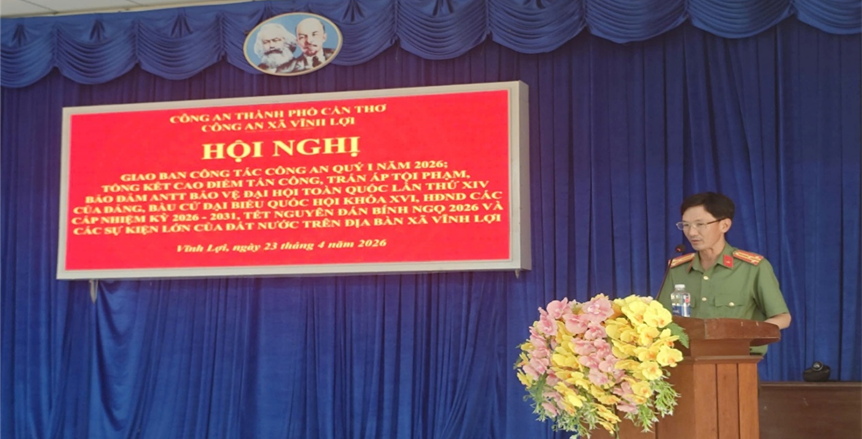 CÔNG AN THÀNH PHỐ CẦN THƠ
CÔNG AN XÃ VĨNH LỢI
HỘI NGHỊ
GIAO BAN CÔNG TÁC CÔNG AN QUÝ I NĂM 2026;
TỔNG KẾT CAO ĐIỂM TẤN CÔNG, TRẤN ÁP TỘI PHẠM,
BẢO ĐẢM ANTT BẢO VỆ ĐẠI HỘI TOÀN QUỐC LẦN THỨ XIV
CỦA ĐẢNG, BẦU CỬ ĐẠI BIỂU QUỐC HỘI KHÓA XVI, HĐND CÁC
CẤP NHIỆM KỲ 2026 - 2031, TẾT NGUYÊN ĐÁN BÍNH NGỌ 2026 VÀ
CÁC SỰ KIỆN LỚN CỦA ĐẤT NƯỚC TRÊN ĐỊA BÀN XÃ VĨNH LỢI
Vĩnh Lợi, ngày 23 tháng 4 năm 2026